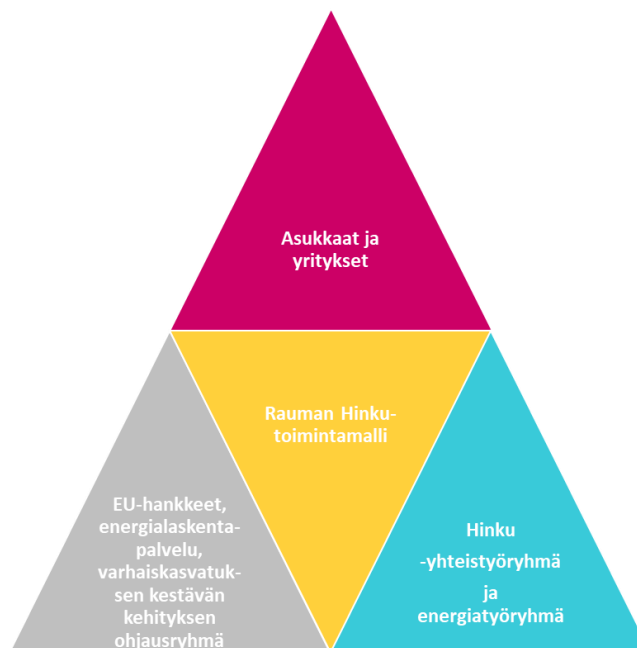 Asukkaat ja
yritykset
Rauman Hinku-
toimintamalli
EU-hankkeet,
energialaskenta-
palvelu,
varhaiskasvatuk-
sen kestävän
kehityksen
ohjausryhmä
Hinku
-yhteistyöryhmä
ja
energiatyöryhmä